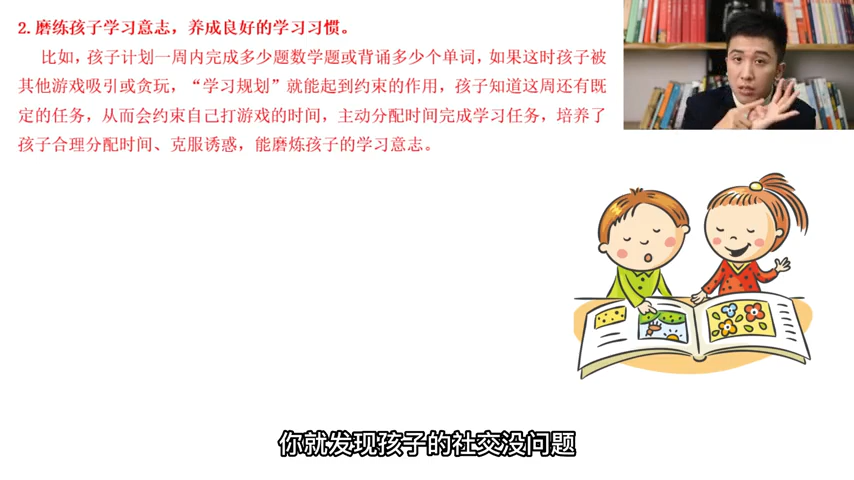 2. 磨练孩子学习意志，养成良好的学习习惯。
比如，孩子计划一周内完成多少题数学题或背诵多少个单词，如果这时孩子被
其他游戏吸引或贪玩，“学习规划”就能起到约束的作用，孩子知道这周还有既
定的任务，从而会约束自己打游戏的时间，主动分配时间完成学习任务，培养了
孩子合理分配时间、克服诱惑，能磨炼孩子的学习意志。
你就发现孩子的社交没问题